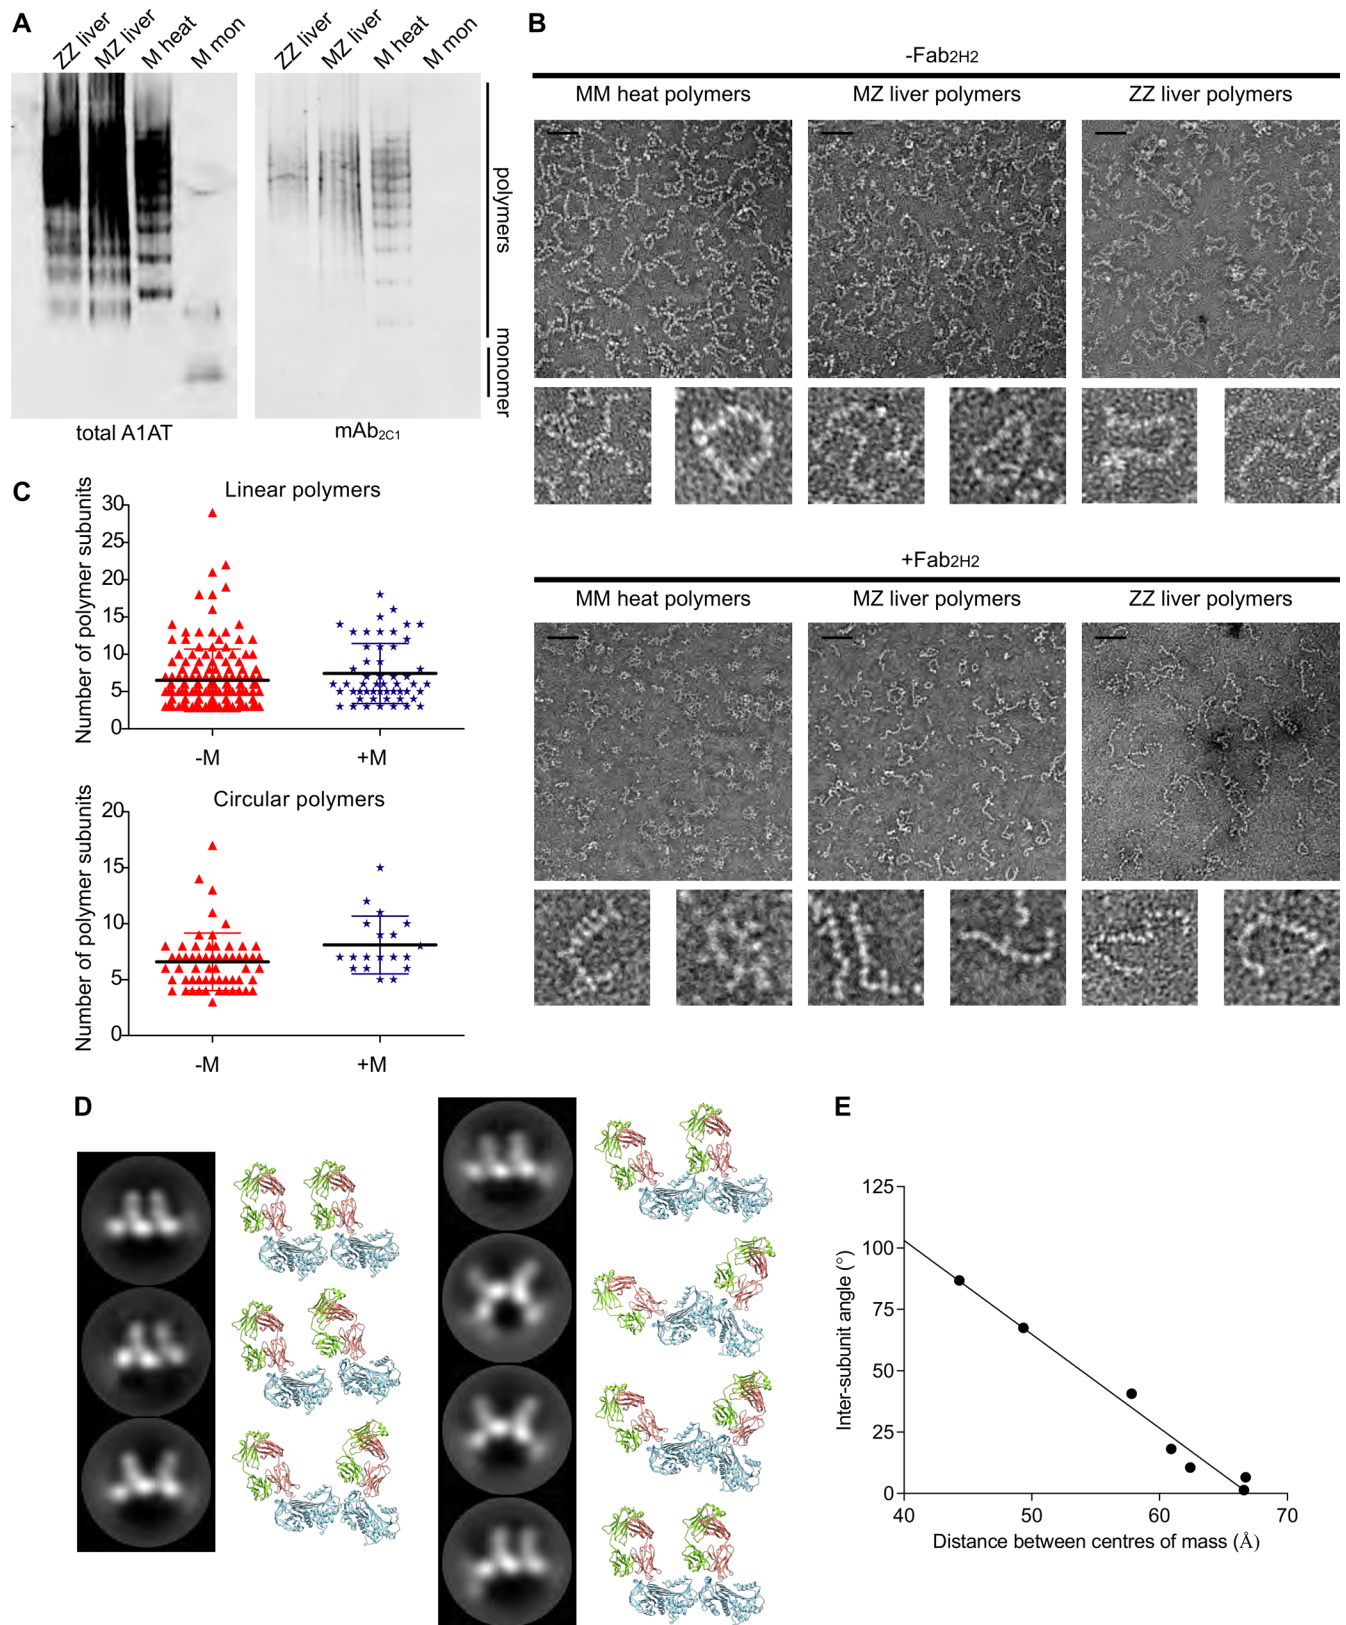 A
ZZ liver
MZ liver
M heat
M mon
ZZ liver
MZ liver
M heat
M mon
polymers
monomer
total A1AT
mAb2C1
B
-Fab2H2
MM heat polymers
MZ liver polymers
ZZ liver polymers
+Fab2H2
MM heat polymers
MZ liver polymers
ZZ liver polymers
C
Linear polymers
Number of polymer subunits
30
25
20
15
10
5
0
-M
+M
Circular polymers
Number of polymer subunits
20
15
10
5
0
-M
+M
D
E
Inter-subunit angle (°)
125
100
75
50
25
0
40
50
60
70
Distance between centres of mass (Å)